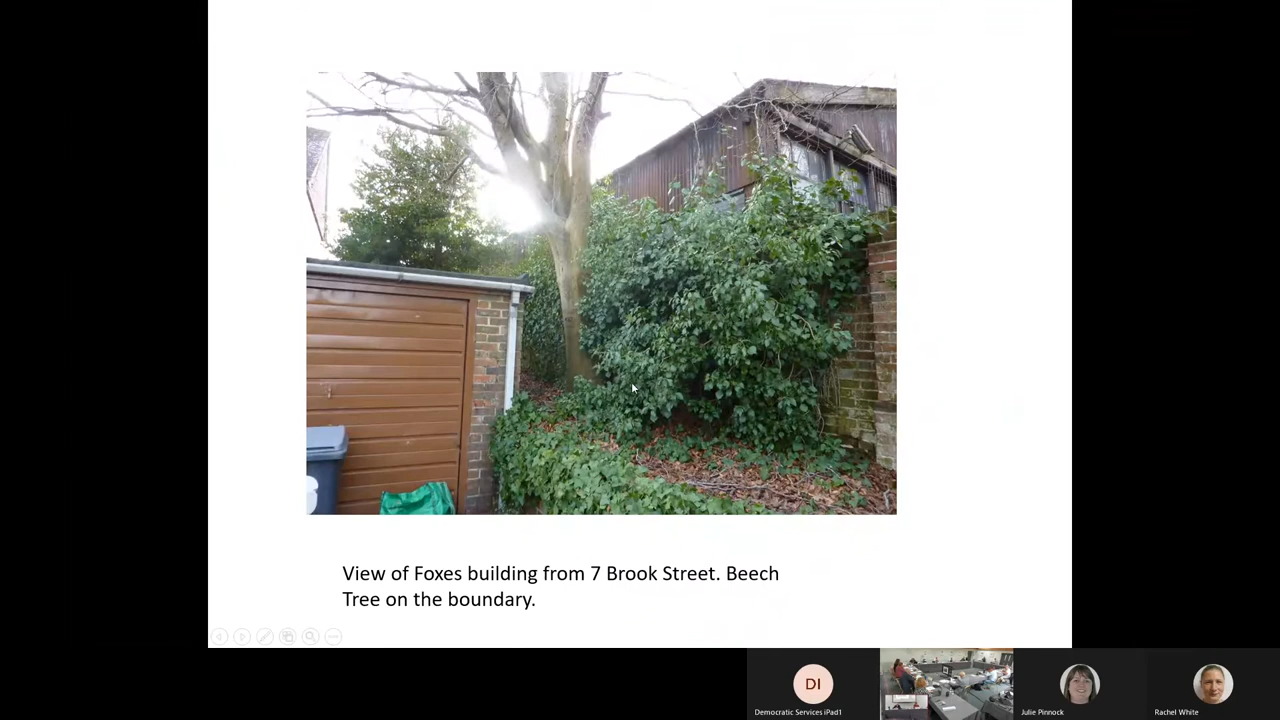 View of Foxes building from 7 Brook Street. Beech
Tree on the boundary.
DI
Democratic Services iPad1
Julie Pinnock
Rachel White